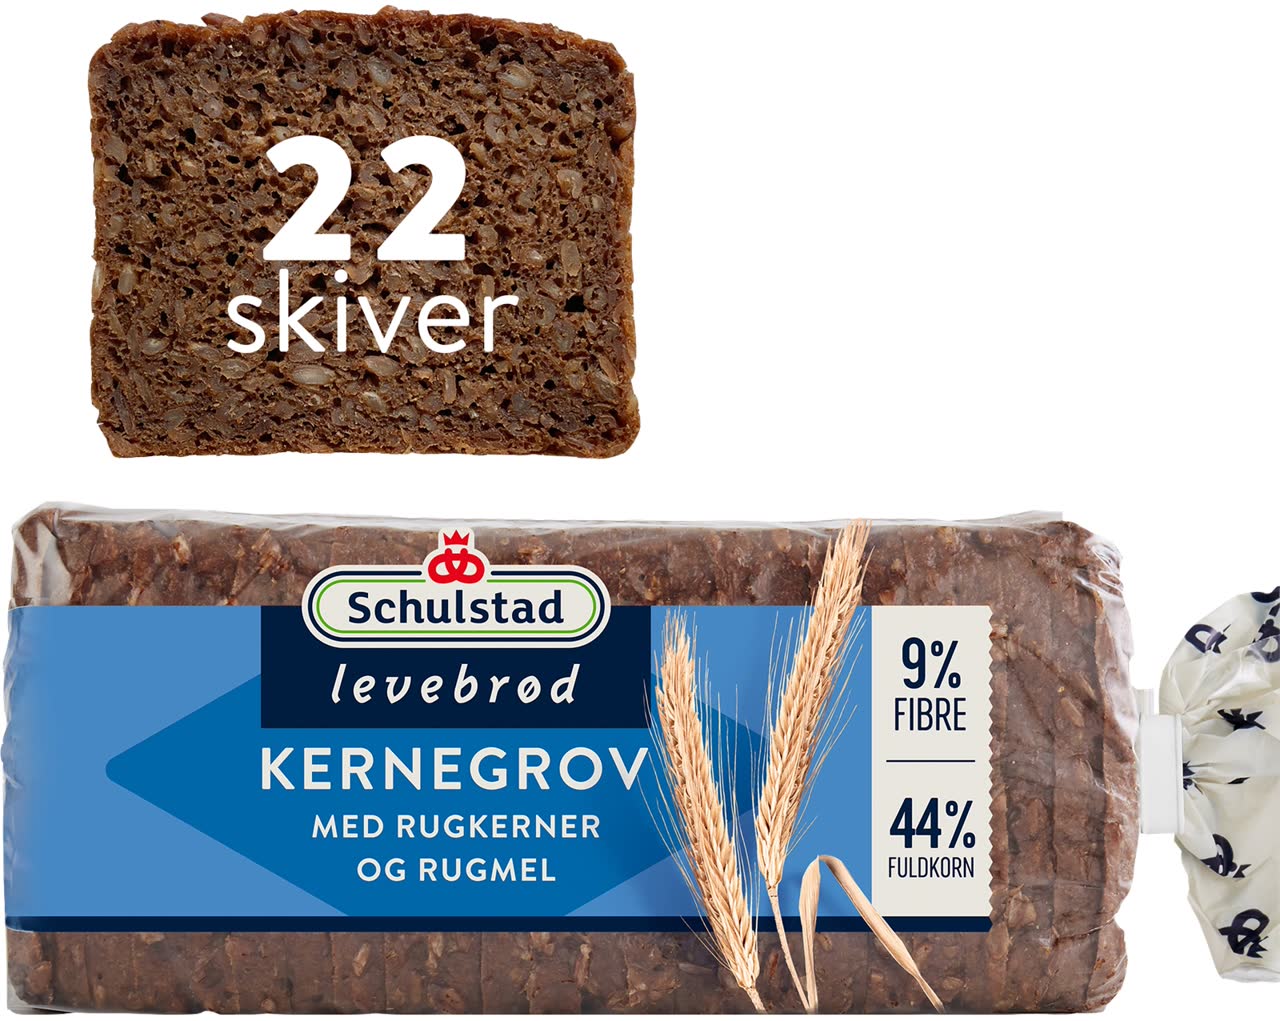 22
skiver
Schulstad
levebrød
KERNEGROV
MED RUGKERNER
OG RUGMEL
9%
FIBRE
44%
FULDKORN